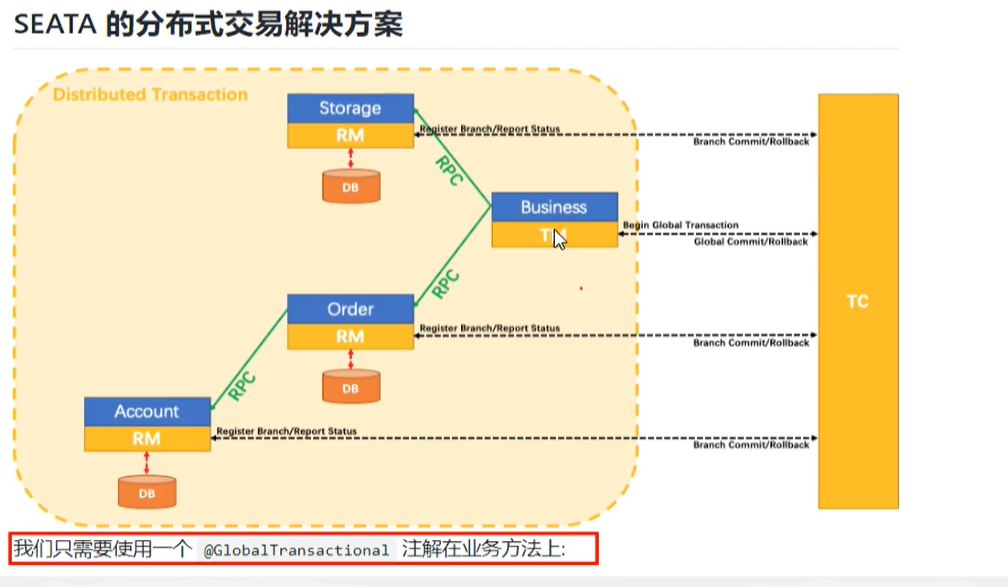 SEATA 的分布式交易解决方案
Distributed Transaction
Storage
RM
Register Branch/Report Status
Branch Commit/Rollback
DB
RPC
Business
Begin Global Transaction
Global Commit/Rollback
TC
RPC
Order
RM
Register Branch/Report Status
Branch Commit/Rollback
DB
RPC
Account
RM
Register Branch/Report Status
Branch Commit/Rollback
DB
我们只需要使用一个 @GlobalTransactional 注解在业务方法上: